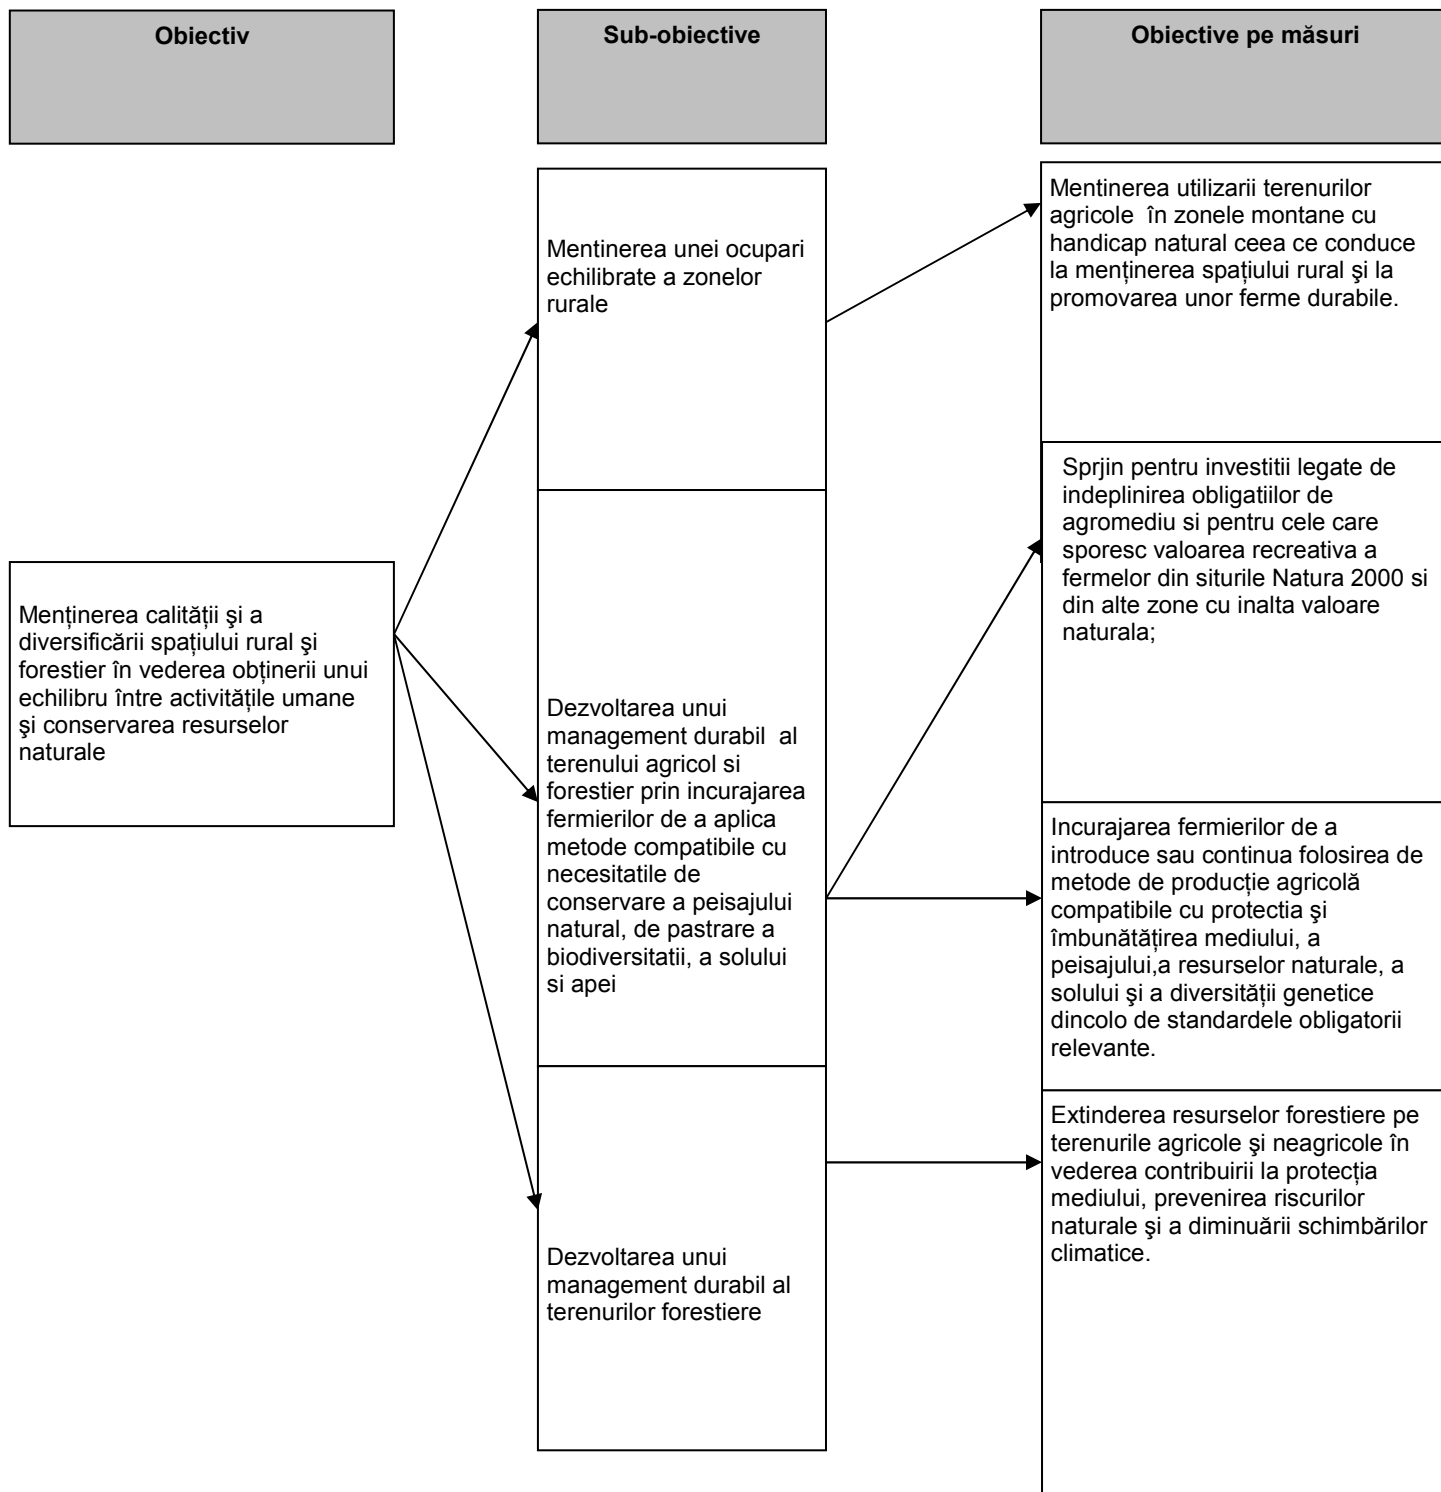 Obiectiv
Sub-obiective
Obiective pe măsuri
Menținerea calității şi a
diversificării spațiului rural şi
forestier în vederea obținerii unui
echilibru între activitățile umane
şi conservarea resurselor
naturale
Mentinerea unei ocupari
echilibrate a zonelor
rurale
Dezvoltarea unui
management durabil al
terenului agricol si
forestier prin incurajarea
fermierilor de a aplica
metode compatibile cu
necesitatile de
conservare a peisajului
natural, de pastrare a
biodiversitatii, a solului
si apei
Dezvoltarea unui
management durabil al
terenurilor forestiere
Mentinerea utilizarii terenurilor
agricole în zonele montane cu
handicap natural ceea ce conduce
la menținerea spațiului rural şi la
promovarea unor ferme durabile.
Sprjin pentru investitii legate de
indeplinirea obligatiilor de
agromediu si pentru cele care
sporesc valoarea recreativa a
fermelor din siturile Natura 2000 si
din alte zone cu inalta valoare
naturala;
Incurajarea fermierilor de a
introduce sau continua folosirea de
metode de producție agricolă
compatibile cu protectia şi
îmbunătățirea mediului, a
peisajului,a resurselor naturale, a
solului şi a diversității genetice
dincolo de standardele obligatorii
relevante.
Extinderea resurselor forestiere pe
terenurile agricole şi neagricole în
vederea contribuirii la protecția
mediului, prevenirea riscurilor
naturale şi a diminuării schimbărilor
climatice.